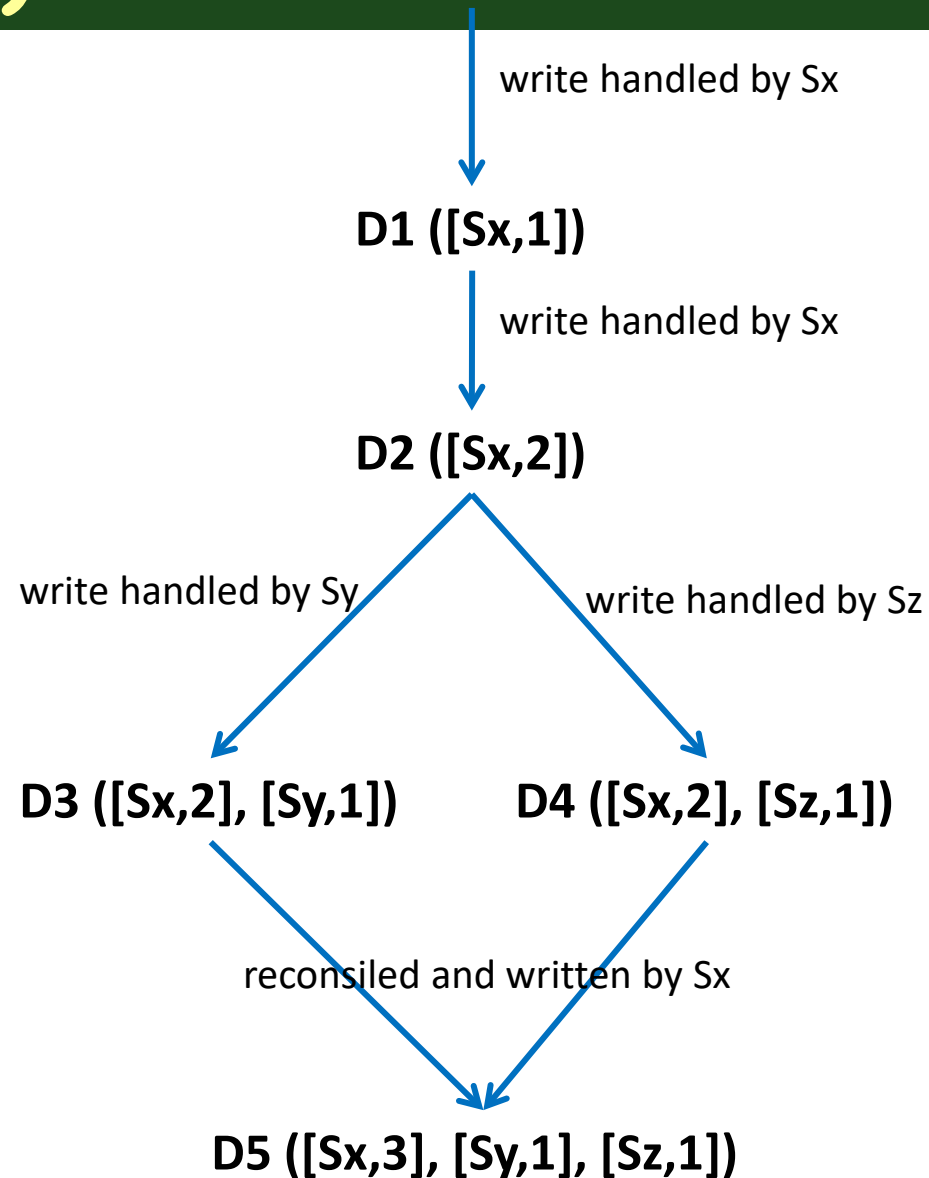 write handled by Sx
D1 ([Sx,1])
write handled by Sx
D2 ([Sx,2])
write handled by Sy
write handled by Sz
D3 ([Sx,2], [Sy,1])
D4 ([Sx,2], [Sz,1])
reconsiled and written by Sx
D5 ([Sx,3], [Sy,1], [Sz,1])